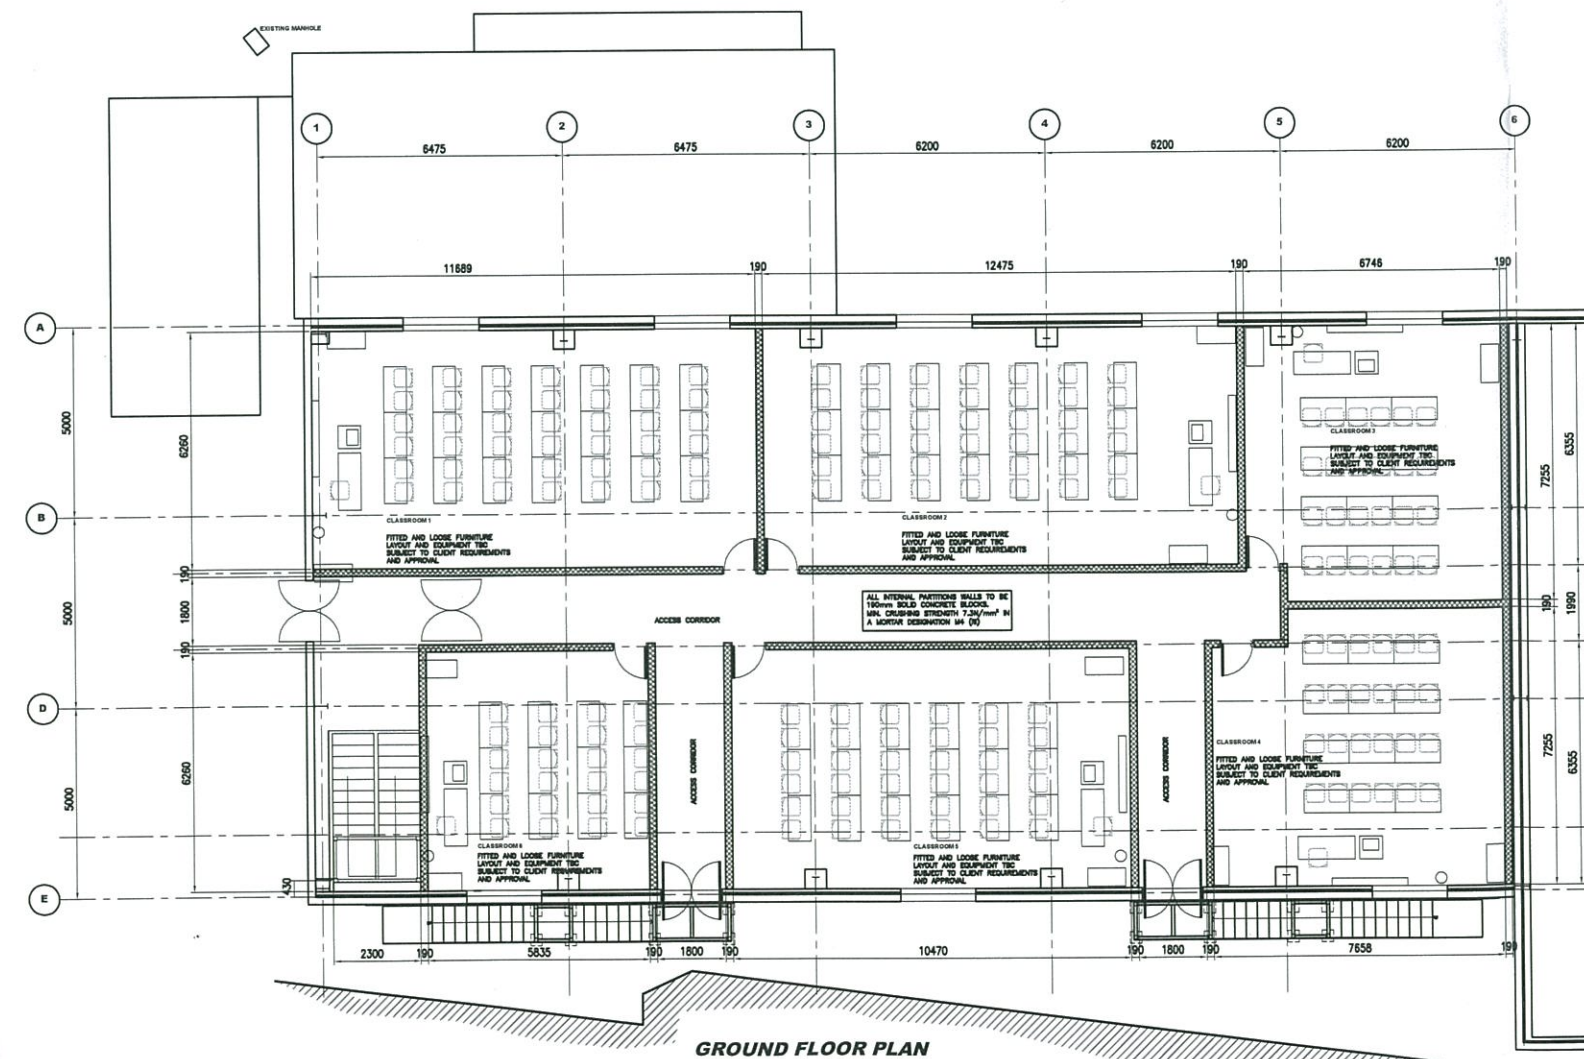 EXISTING MANHOLE
1
2
3
4
5
6
6475
6475
6200
6200
6200
11689
190
12475
190
6746
190
A
B
D
E
5000
5000
5000
6260
190
1800
190
6260
430
CLASSROOM 1
FITTED AND LOOSE FURNITURE
LAYOUT AND EQUIPMENT TBC
SUBJECT TO CLIENT REQUIREMENTS
AND APPROVAL
CLASSROOM 2
FITTED AND LOOSE FURNITURE
LAYOUT AND EQUIPMENT TBC
SUBJECT TO CLIENT REQUIREMENTS
AND APPROVAL
CLASSROOM 3
FITTED AND LOOSE FURNITURE
LAYOUT AND EQUIPMENT TBC
SUBJECT TO CLIENT REQUIREMENTS
AND APPROVAL
7255
6355
190
1990
7255
6355
ALL INTERNAL PARTITIONS WALLS TO BE
190mm SOLID CONCRETE BLOCKS.
MIN. CRUSHING STRENGTH 7.3N/mm² IN
A MORTAR DESIGNATION M4 (iii)
ACCESS CORRIDOR
ACCESS CORRIDOR
ACCESS CORRIDOR
CLASSROOM 4
FITTED AND LOOSE FURNITURE
LAYOUT AND EQUIPMENT TBC
SUBJECT TO CLIENT REQUIREMENTS
AND APPROVAL
CLASSROOM 6
FITTED AND LOOSE FURNITURE
LAYOUT AND EQUIPMENT TBC
SUBJECT TO CLIENT REQUIREMENTS
AND APPROVAL
CLASSROOM 5
FITTED AND LOOSE FURNITURE
LAYOUT AND EQUIPMENT TBC
SUBJECT TO CLIENT REQUIREMENTS
AND APPROVAL
2300
190
5835
190
1800
190
10470
190
1800
190
7658
190
GROUND FLOOR PLAN